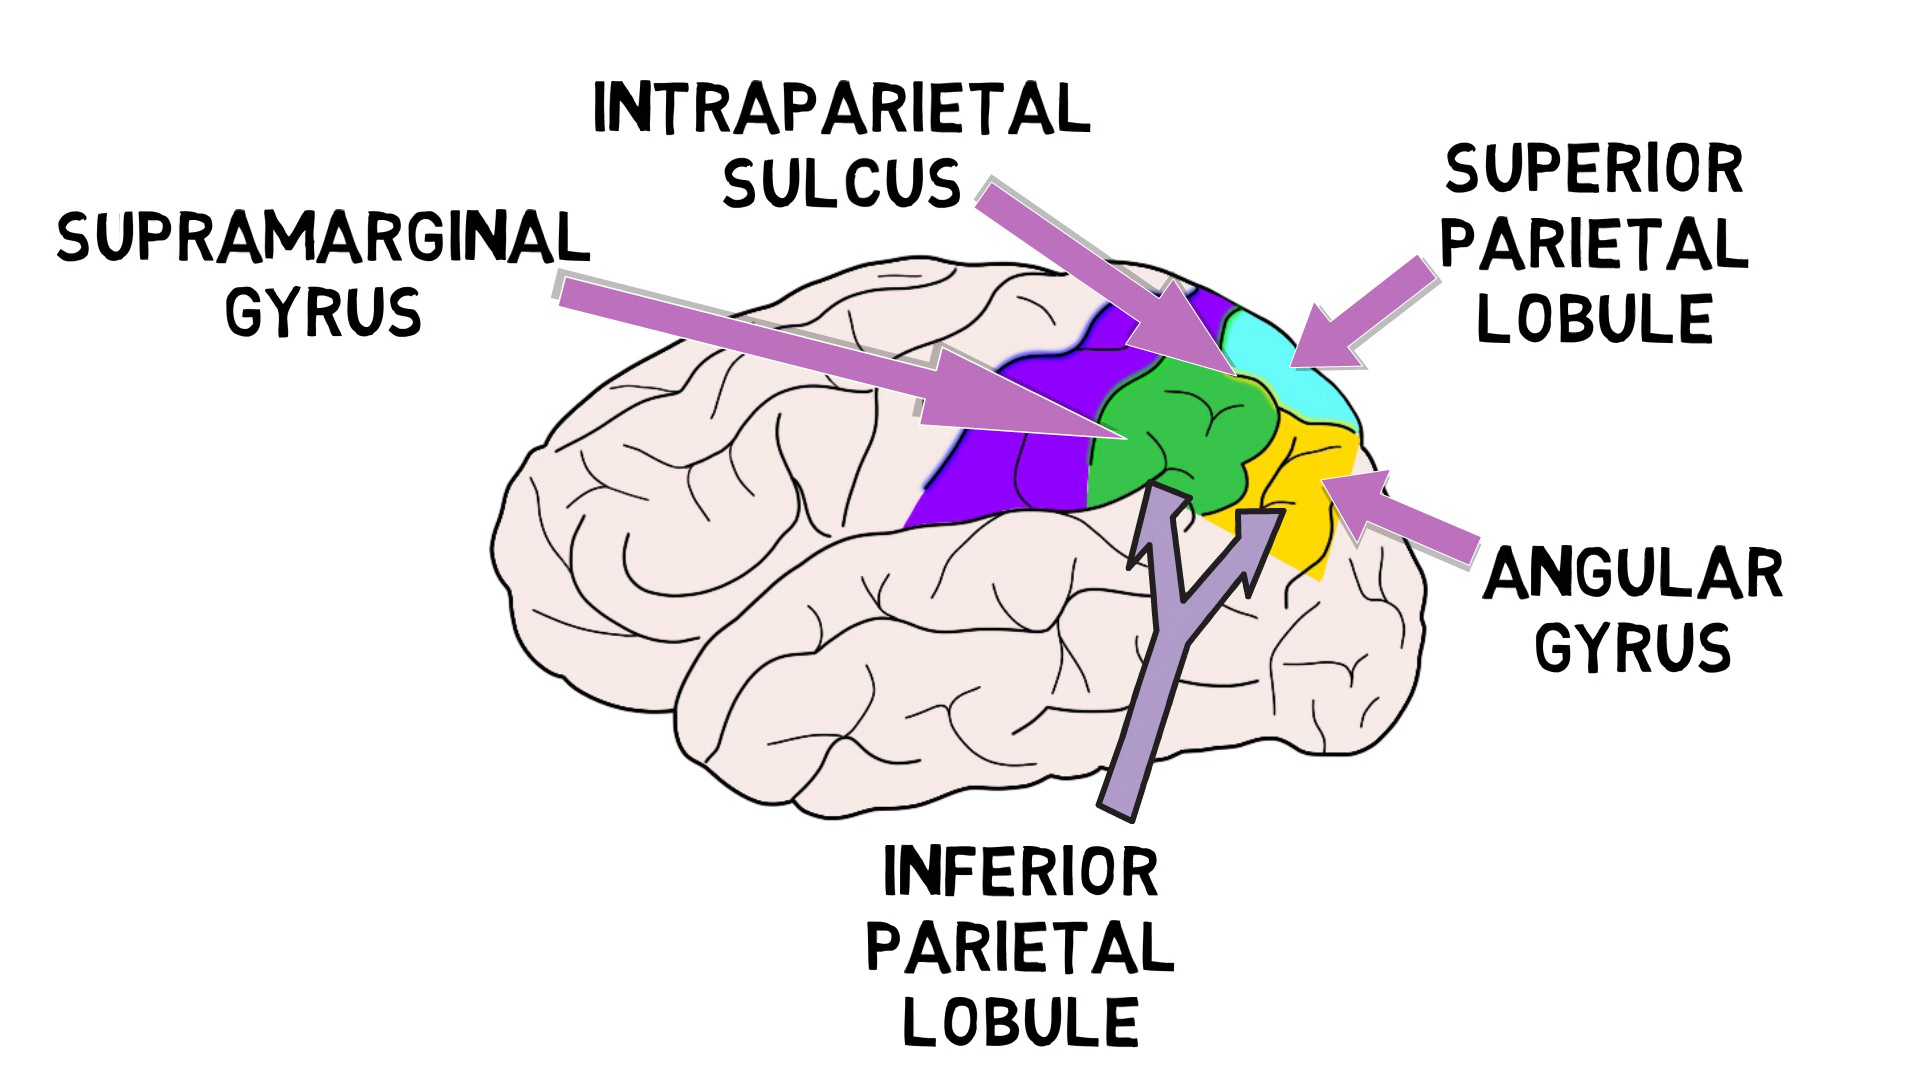 INTRAPARIETAL
SULCUS
SUPERIOR
PARIETAL
LOBULE
SUPRAMARGINAL
GYRUS
ANGULAR
GYRUS
INFERIOR
PARIETAL
LOBULE